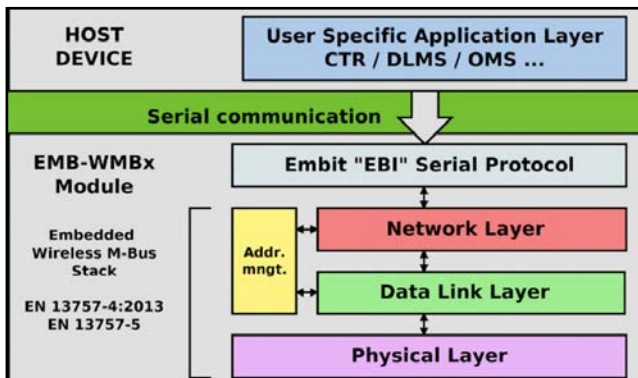 HOST
DEVICE
User Specific Application Layer
CTR / DLMS / OMS ...
Serial communication
EMB-WMBx
Module
Embit "EBI" Serial Protocol
Embedded
Wireless M-Bus
Stack
EN 13757-4:2013
EN 13757-5
Addr.
mngt.
Network Layer
Data Link Layer
Physical Layer